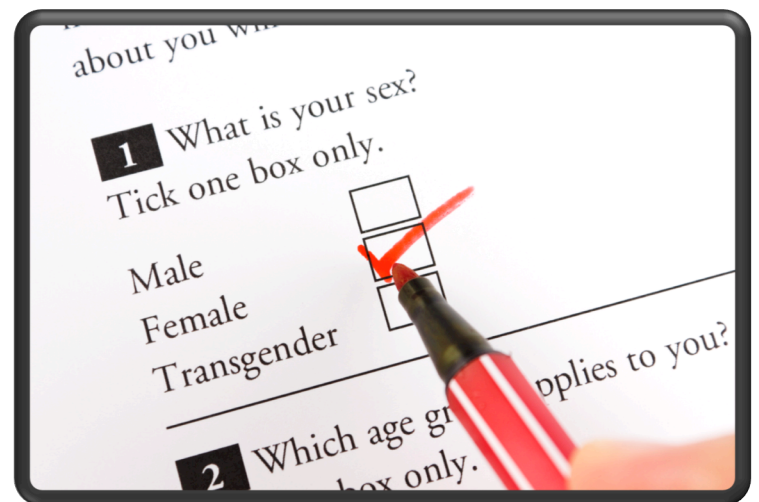 about you
1 What is your sex?
Tick one box only.
Male
Female
Transgender
2 Which age applies to you?
box only.